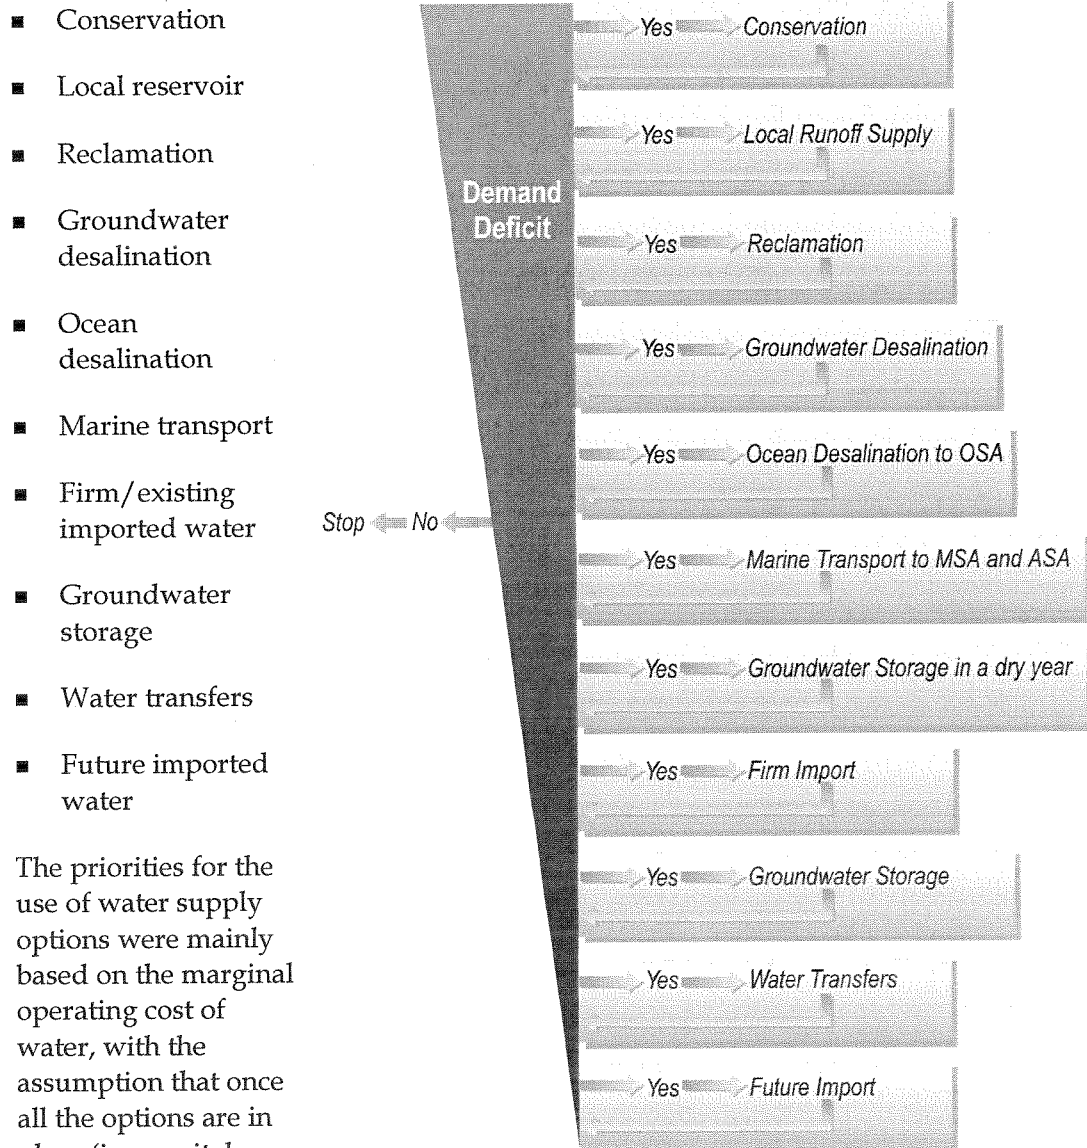 ▪ Conservation
▪ Local reservoir
▪ Reclamation
▪ Groundwater
desalination
▪ Ocean
desalination
▪ Marine transport
▪ Firm/existing
imported water
▪ Groundwater
storage
▪ Water transfers
▪ Future imported
water
The priorities for the
use of water supply
options were mainly
based on the marginal
operating cost of
water, with the
assumption that once
all the options are in
Demand
Deficit
Stop No
Yes Conservation
Yes Local Runoff Supply
Yes Reclamation
Yes Groundwater Desalination
Yes Ocean Desalination to OSA
Yes Marine Transport to MSA and ASA
Yes Groundwater Storage in a dry year
Yes Firm Import
Yes Groundwater Storage
Yes Water Transfers
Yes Future Import